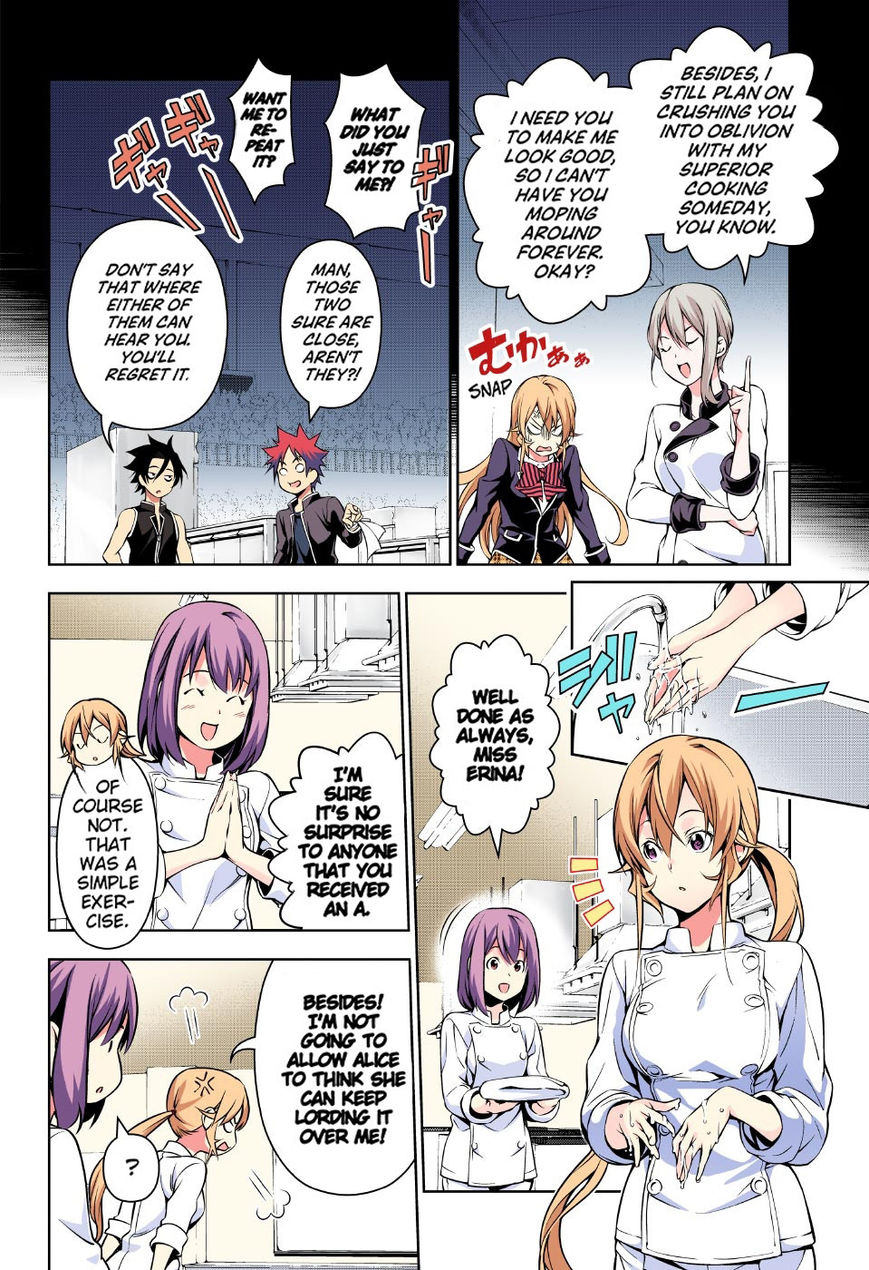 BESIDES, I
STILL PLAN ON
CRUSHING YOU
INTO OBLIVION
WITH MY
SUPERIOR
COOKING
SOMEDAY,
YOU KNOW.
I NEED YOU
TO MAKE ME
LOOK GOOD,
SO I CAN'T
HAVE YOU
MOPING
AROUND
FOREVER.
OKAY?
むかぁぁ
SNAP
WHAT
DID YOU
JUST
SAY TO
ME?!
WANT
ME TO
RE-
PEAT
IT?
ギャー
ギャー
ギャー
MAN,
THOSE
TWO
SURE ARE
CLOSE,
AREN'T
THEY?!
DON'T SAY
THAT WHERE
EITHER OF
THEM CAN
HEAR YOU.
YOU'LL
REGRET IT.
ジャー
WELL
DONE AS
ALWAYS,
MISS
ERINA!
I'M
SURE
IT'S NO
SURPRISE
TO ANYONE
THAT YOU
RECEIVED
AN A.
OF
COURSE
NOT.
THAT
WAS A
SIMPLE
EXER-
CISE.
BESIDES!
I'M NOT
GOING TO
ALLOW ALICE
TO THINK SHE
CAN KEEP
LORDING IT
OVER ME!
?